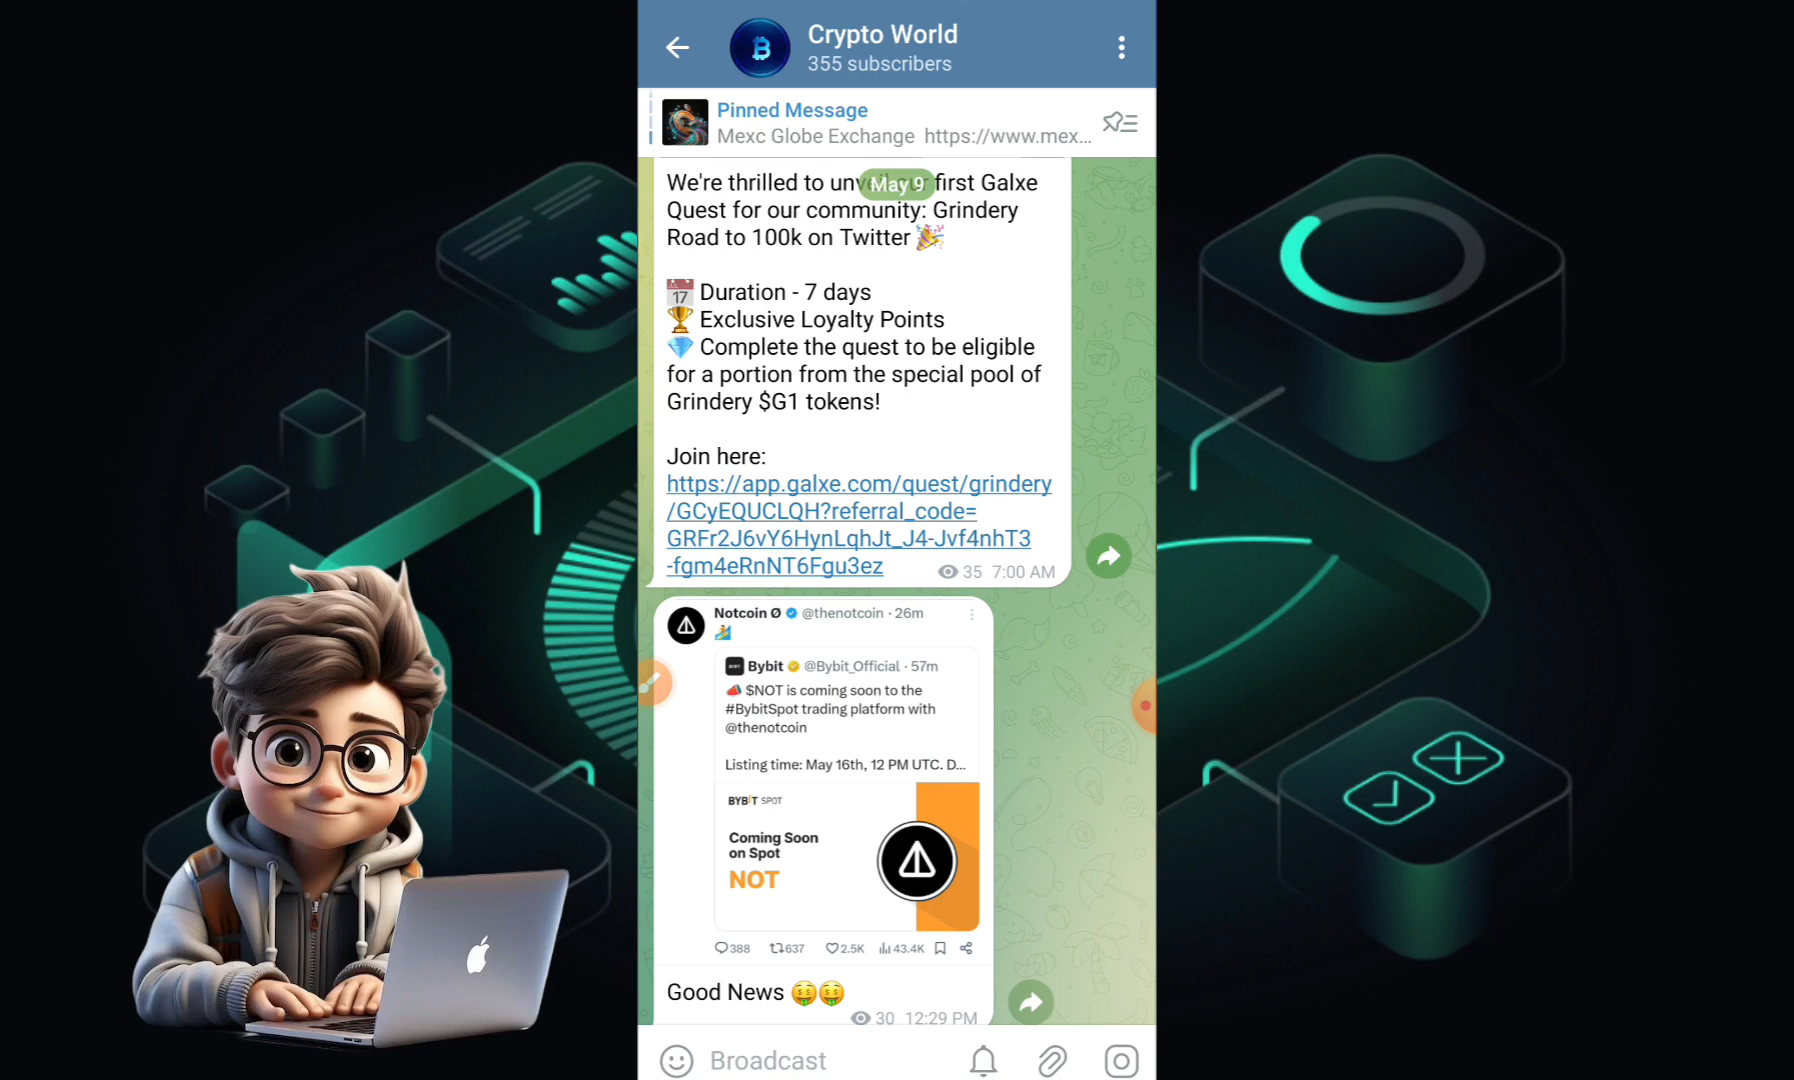 Crypto World
355 subscribers
Pinned Message
Mexc Globe Exchange https://www.mex...
May 9
We're thrilled to unveil our first Galxe
Quest for our community: Grindery
Road to 100k on Twitter 🎉
17 Duration - 7 days
🏆 Exclusive Loyalty Points
💎 Complete the quest to be eligible
for a portion from the special pool of
Grindery $G1 tokens!
Join here:
https://app.galxe.com/quest/grindery
/GCyEQUCLQH?referral_code=
GRFr2J6vY6HynLqhJt_J4-Jvf4nhT3
-fgm4eRnNT6Fgu3ez
35 7:00 AM
Notcoin Ø @thenotcoin · 26m
🏄
Bybit @Bybit_Official · 57m
📣 $NOT is coming soon to the
#BybitSpot trading platform with
@thenotcoin
Listing time: May 16th, 12 PM UTC. D...
BYBIT SPOT
Coming Soon
on Spot
NOT
388 637 2.5K 43.4K
Good News 🤑🤑
30 12:29 PM
Broadcast